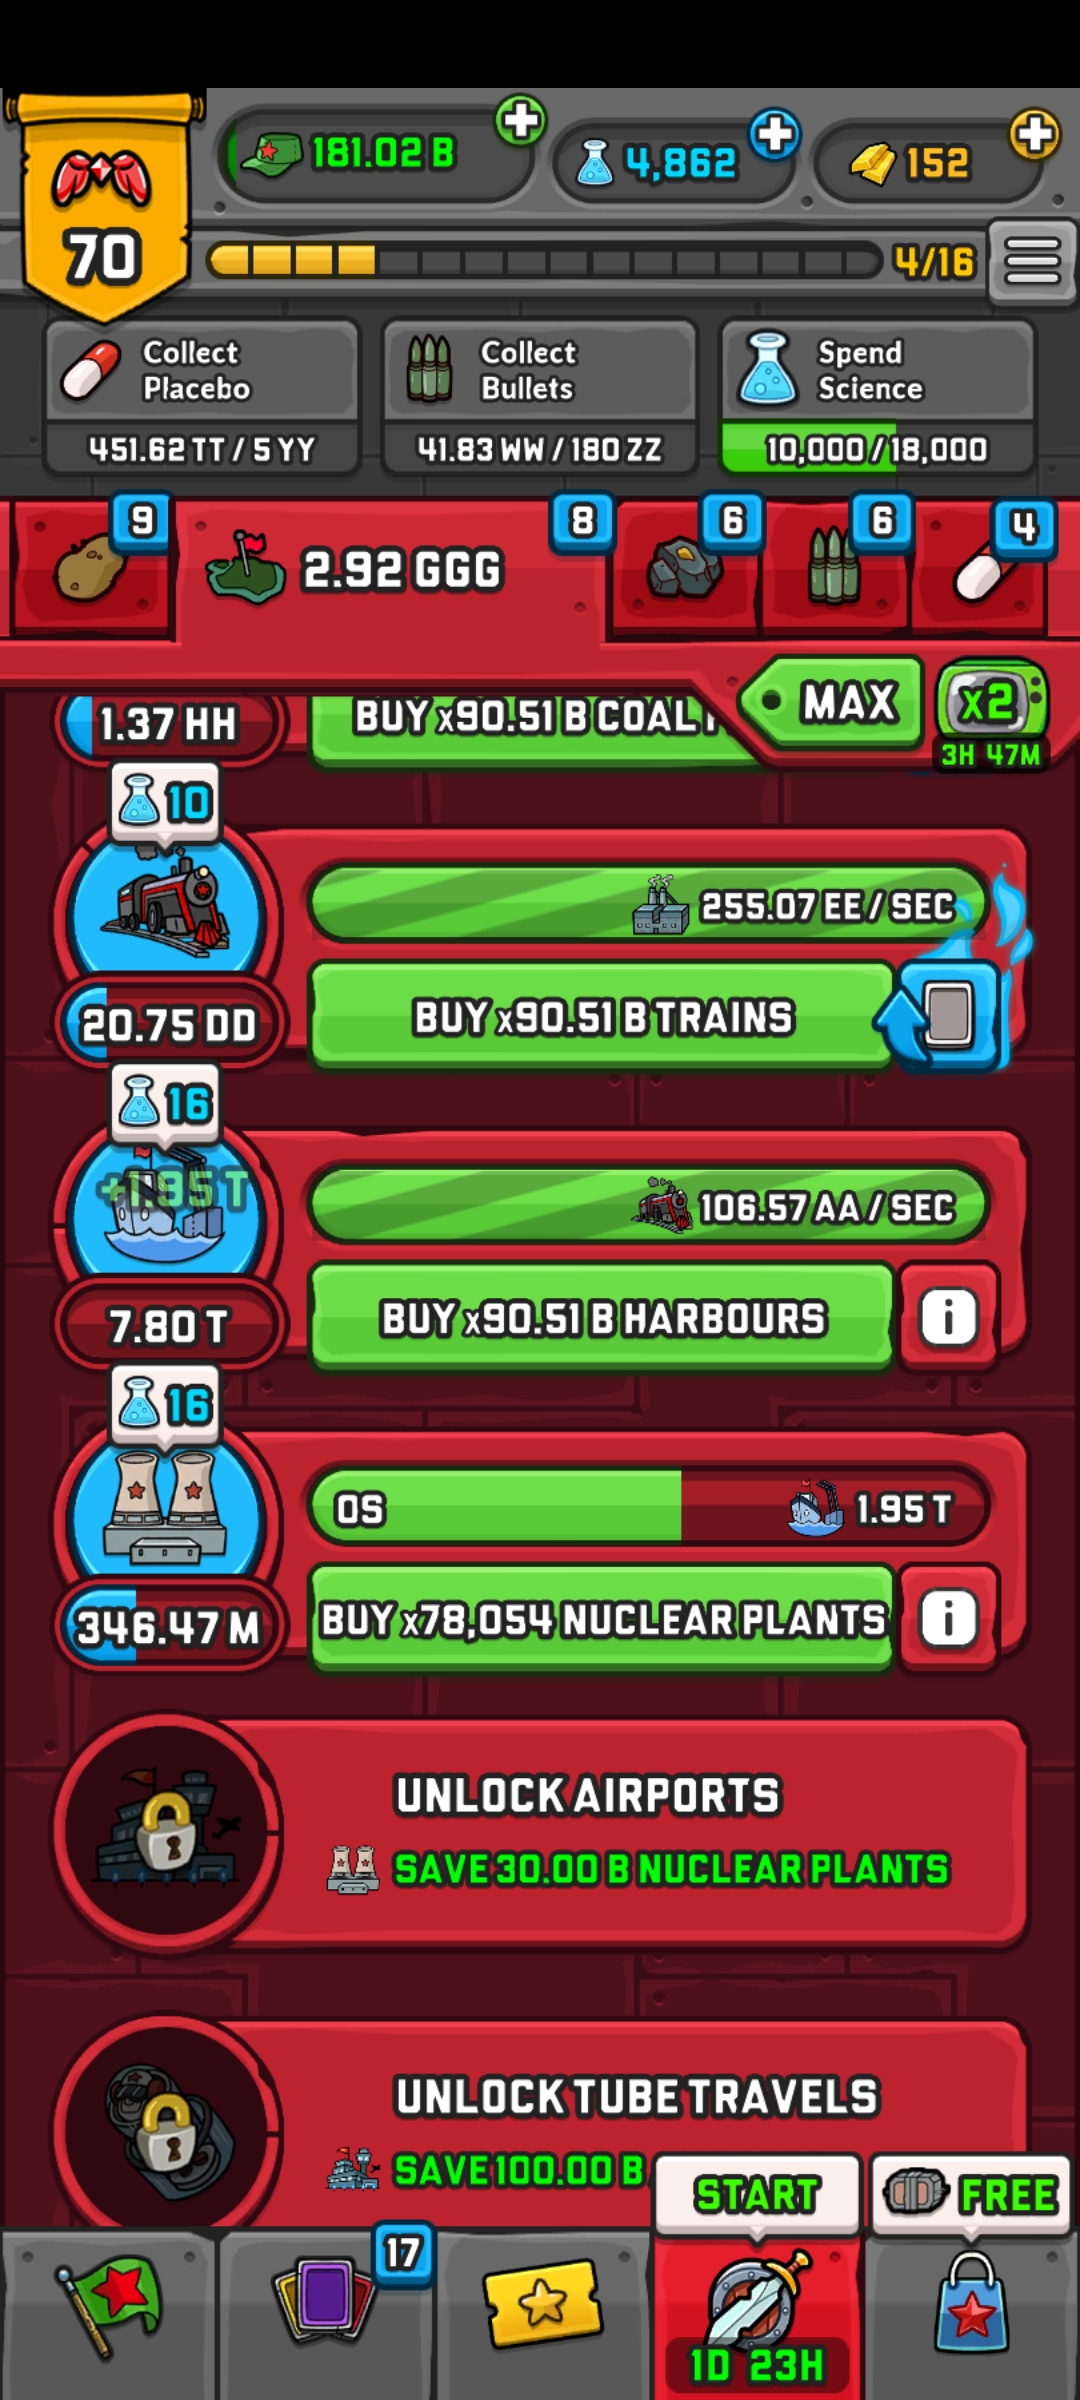 181.02 B
4,862
152
70
4/16
Collect
Placebo
451.62 TT / 5 YY
Collect
Bullets
41.83 WW / 180 ZZ
Spend
Science
10,000 / 18,000
9
2.92 GGG
8
6
6
4
MAX
x2
3H 47M
1.37 HH
BUY x90.51 B COAL
10
255.07 EE / SEC
20.75 DD
BUY x90.51 B TRAINS
16
+1.95 T
106.57 AA / SEC
7.80 T
BUY x90.51 B HARBOURS
i
16
0S
1.95 T
346.47 M
BUY x78,054 NUCLEAR PLANTS
i
UNLOCK AIRPORTS
SAVE 30.00 B NUCLEAR PLANTS
UNLOCK TUBE TRAVELS
SAVE 100.00 B
START
FREE
17
1D 23H